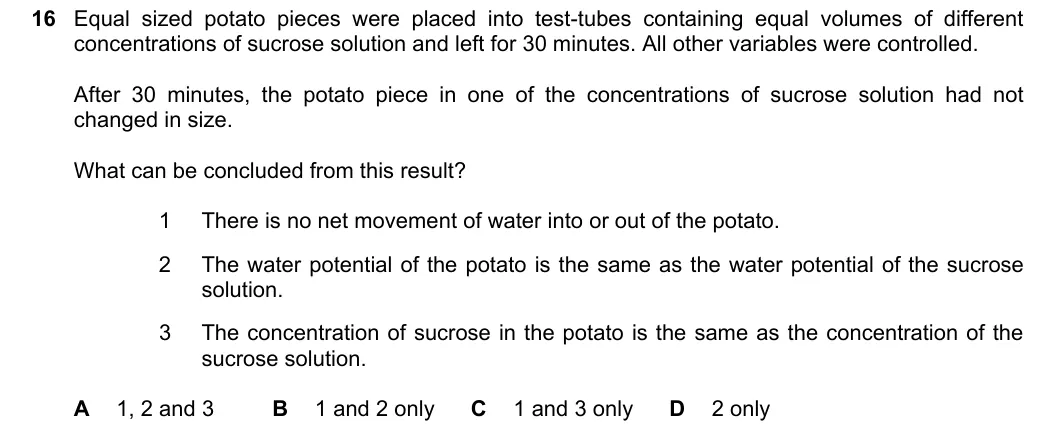 16 Equal sized potato pieces were placed into test-tubes containing equal volumes of different
concentrations of sucrose solution and left for 30 minutes. All other variables were controlled.
After 30 minutes, the potato piece in one of the concentrations of sucrose solution had not
changed in size.
What can be concluded from this result?
1 There is no net movement of water into or out of the potato.
2 The water potential of the potato is the same as the water potential of the sucrose
solution.
3 The concentration of sucrose in the potato is the same as the concentration of the
sucrose solution.
A 1, 2 and 3 B 1 and 2 only C 1 and 3 only D 2 only